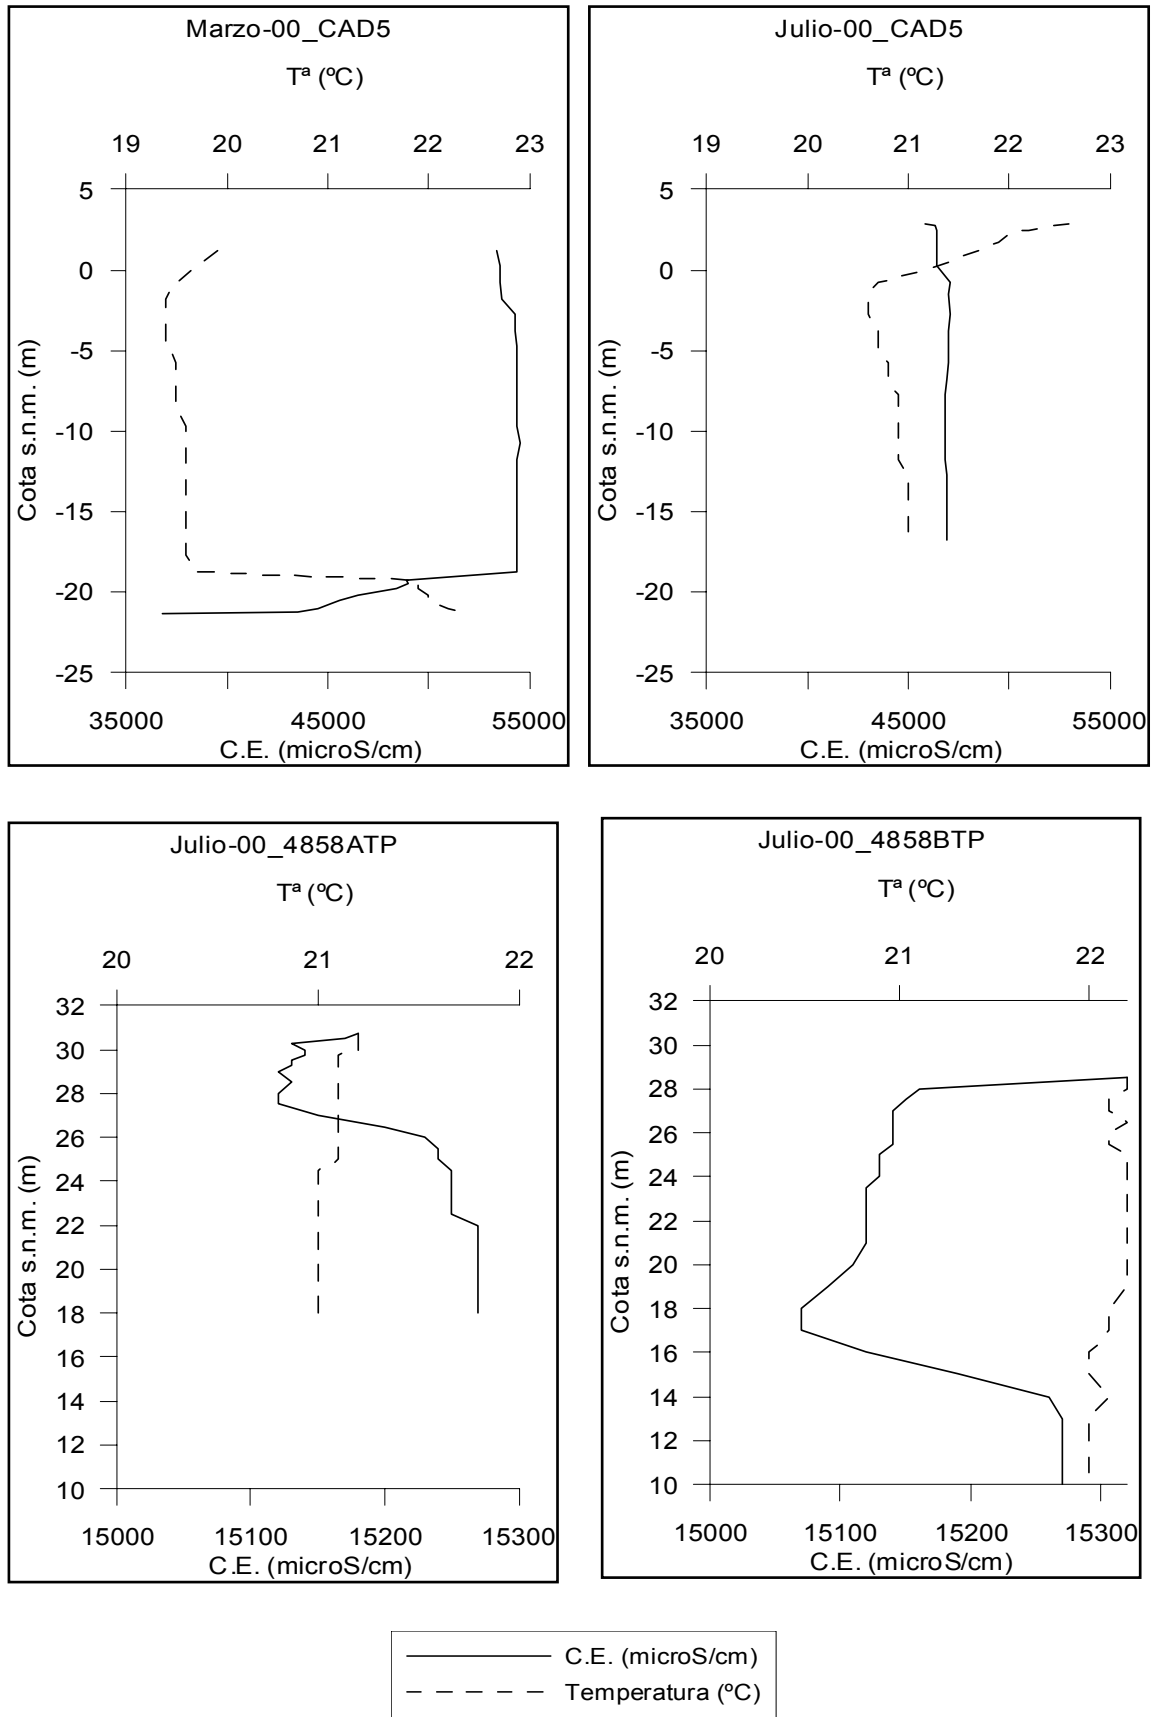 Marzo-00_CAD5
Tª (ºC)
19 20 21 22 23
5
0
-5
-10
-15
-20
-25
Cota s.n.m. (m)
35000 45000 55000
C.E. (microS/cm)
Julio-00_CAD5
Tª (ºC)
19 20 21 22 23
5
0
-5
-10
-15
-20
-25
Cota s.n.m. (m)
35000 45000 55000
C.E. (microS/cm)
Julio-00_4858ATP
Tª (ºC)
20 21 22
32
30
28
26
24
22
20
18
16
14
12
10
Cota s.n.m. (m)
15000 15100 15200 15300
C.E. (microS/cm)
Julio-00_4858BTP
Tª (ºC)
20 21 22
32
30
28
26
24
22
20
18
16
14
12
10
Cota s.n.m. (m)
15000 15100 15200 15300
C.E. (microS/cm)
C.E. (microS/cm)
Temperatura (ºC)